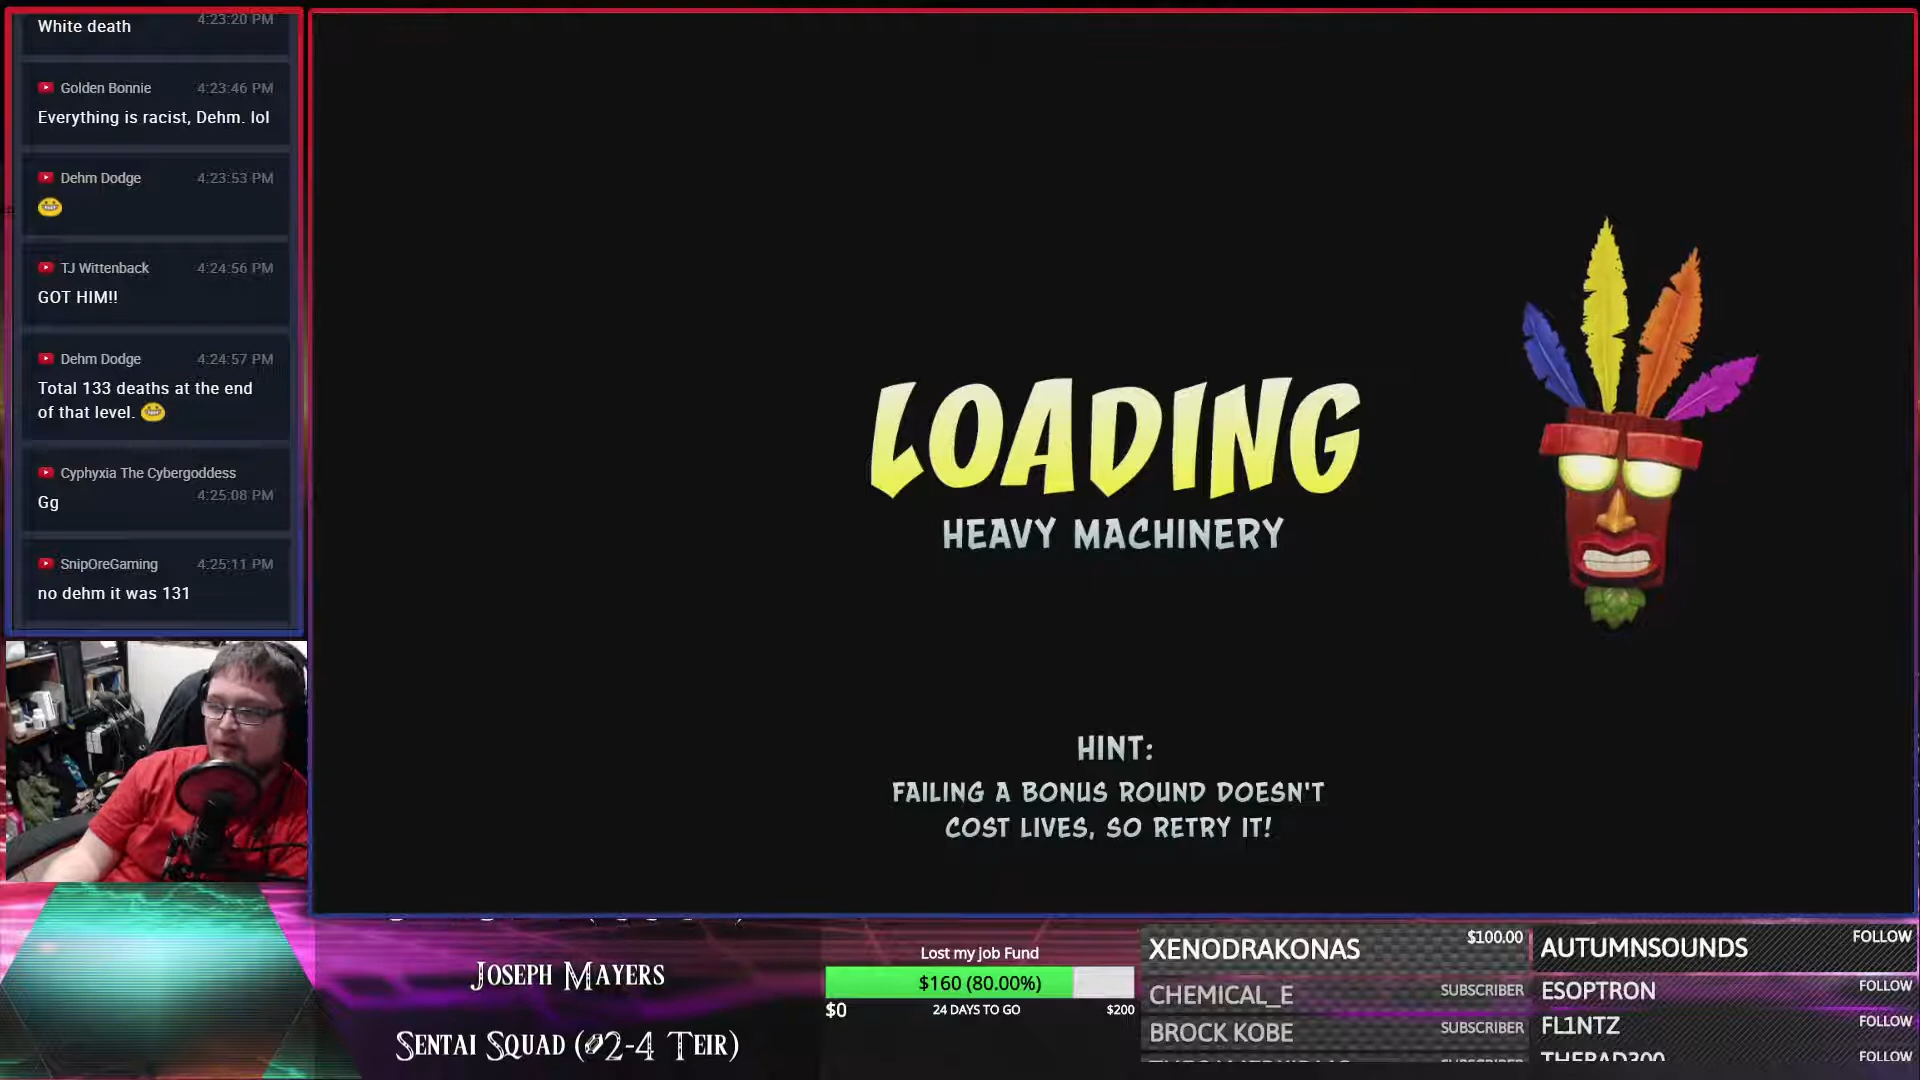 White death
4:23:20 PM
Golden Bonnie 4:23:46 PM
Everything is racist, Dehm. lol
Dehm Dodge 4:23:53 PM
TJ Wittenback 4:24:56 PM
GOT HIM!!
Dehm Dodge 4:24:57 PM
Total 133 deaths at the end
of that level.
Cyphyxia The Cybergoddess
4:25:08 PM
Gg
SnipOreGaming 4:25:11 PM
no dehm it was 131
LOADING
HEAVY MACHINERY
HINT:
FAILING A BONUS ROUND DOESN'T
COST LIVES, SO RETRY IT!
Joseph Mayers
Sentai Squad (02-4 Teir)
Lost my job Fund
$160 (80.00%)
$0 24 DAYS TO GO $200
XENODRAKONAS $100.00
CHEMICAL_E SUBSCRIBER
BROCK KOBE SUBSCRIBER
SUBSCRIBER
AUTUMNSOUNDS FOLLOW
ESOPTRON FOLLOW
FL1NTZ FOLLOW
THEBAD300 FOLLOW